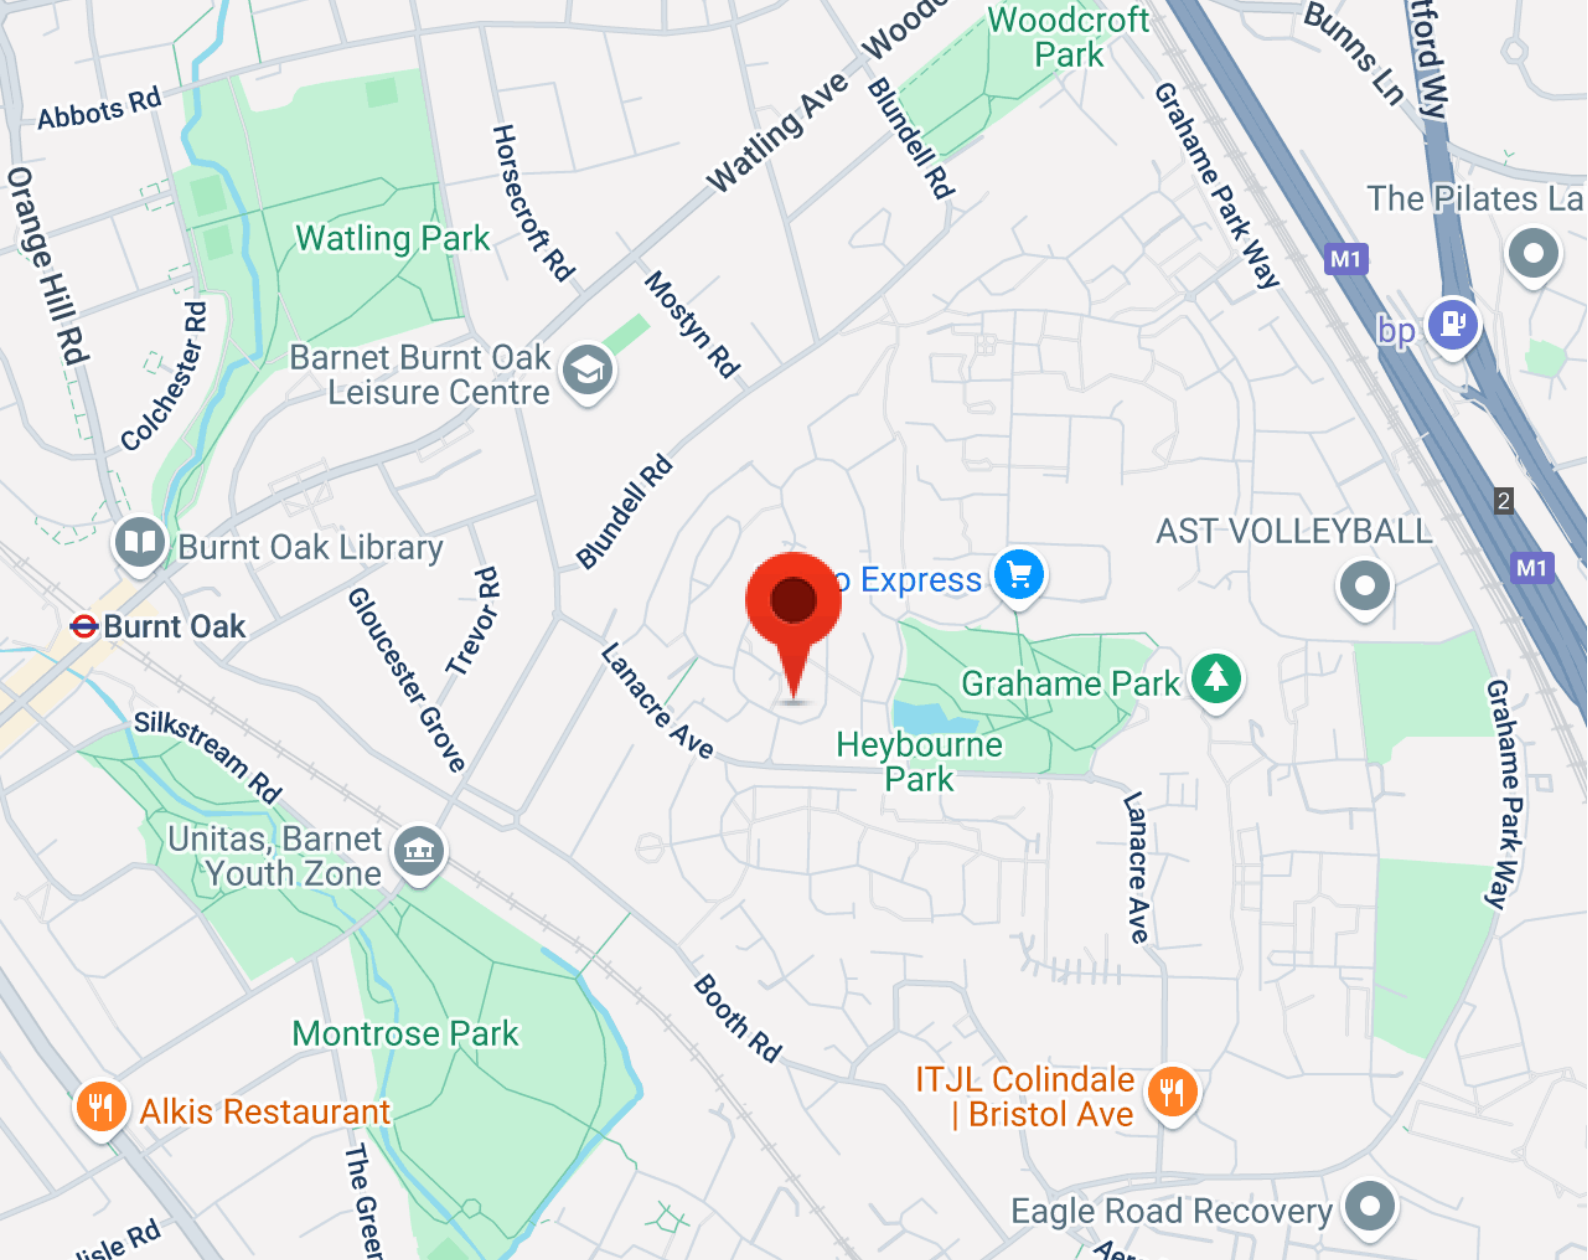 Woodcroft
Park
Bunns Ln
Abbots Rd
Watling Ave
Blundell Rd
Grahame Park Way
Horsecroft Rd
Orange Hill Rd
The Pilates La
Watling Park
M1
Mostyn Rd
Colchester Rd
bp
Barnet Burnt Oak
Leisure Centre
Blundell Rd
2
AST VOLLEYBALL
Burnt Oak Library
M1
o Express
Trevor Rd
Gloucester Grove
Burnt Oak
Lanacre Ave
Grahame Park
Grahame Park Way
Silkstream Rd
Heybourne
Park
Lanacre Ave
Unitas, Barnet
Youth Zone
Booth Rd
Montrose Park
ITJL Colindale
| Bristol Ave
Alkis Restaurant
The Green
Eagle Road Recovery
lisle Rd